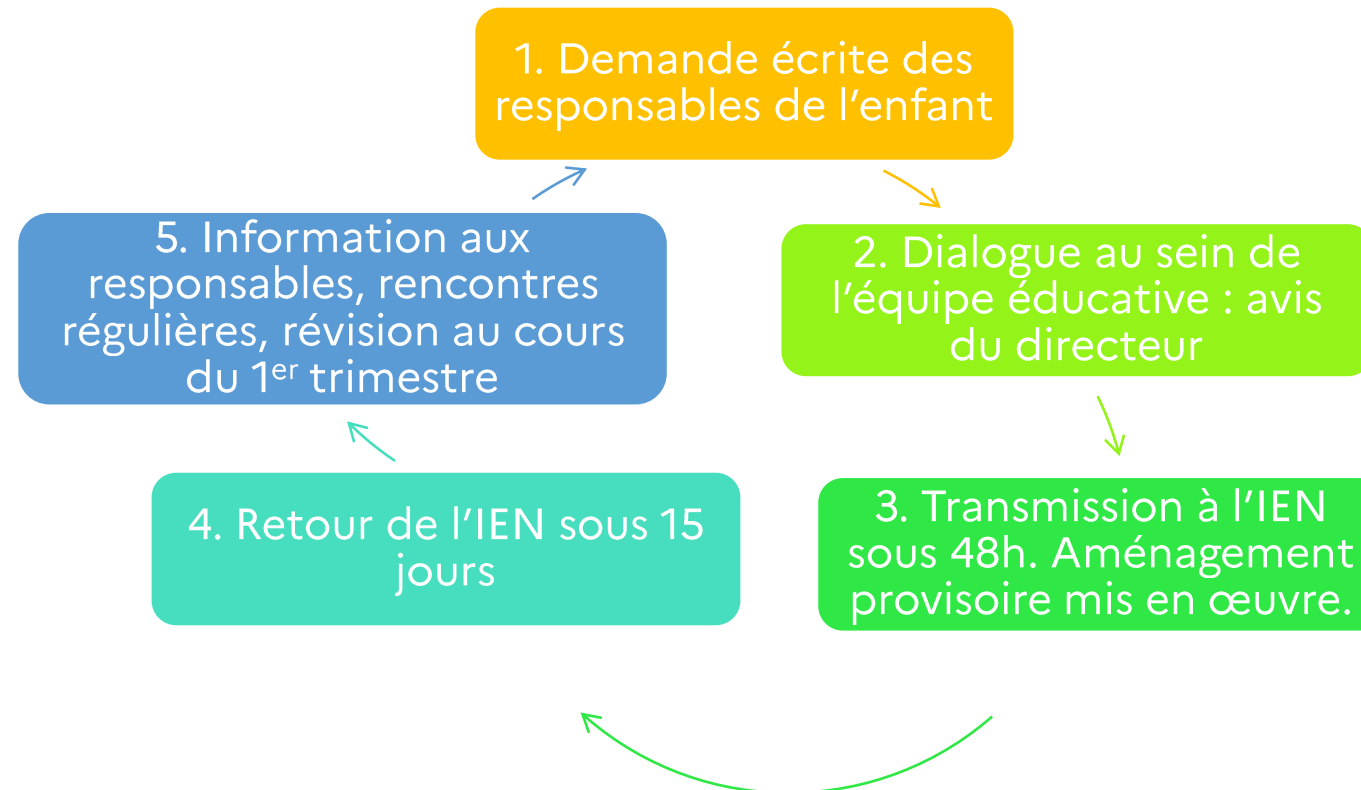 1. Demande écrite des
responsables de l’enfant
2. Dialogue au sein de
l’équipe éducative : avis
du directeur
3. Transmission à l’IEN
sous 48h. Aménagement
provisoire mis en œuvre.
4. Retour de l’IEN sous 15
jours
5. Information aux
responsables, rencontres
régulières, révision au cours
du 1er trimestre